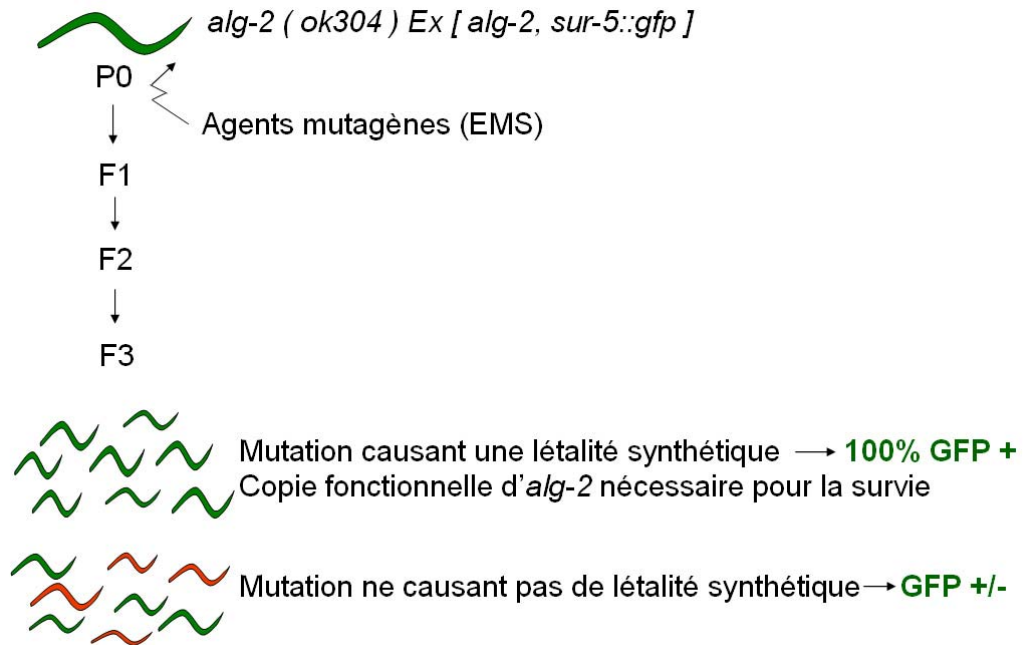 alg-2 ( ok304 ) Ex [ alg-2, sur-5::gfp ]
P0
Agents mutagènes (EMS)
F1
F2
F3
Mutation causant une létalité synthétique → 100% GFP +
Copie fonctionnelle d'alg-2 nécessaire pour la survie
Mutation ne causant pas de létalité synthétique → GFP +/-